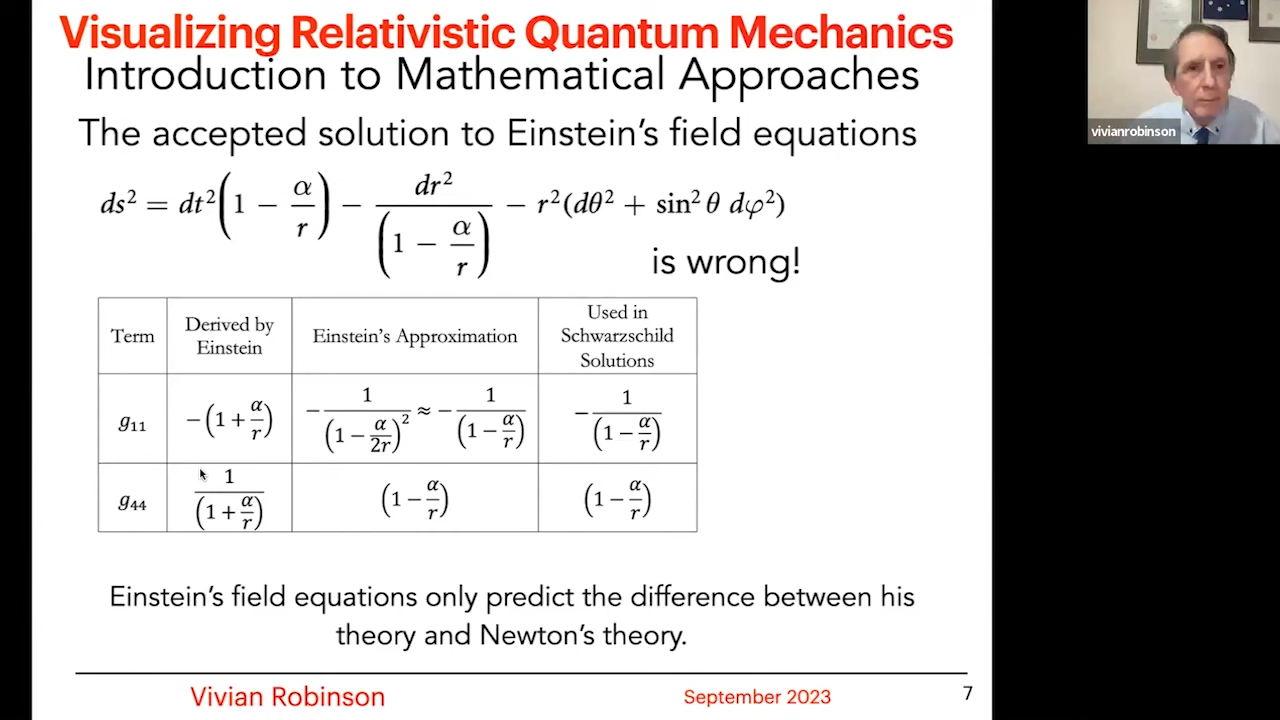 Visualizing Relativistic Quantum Mechanics
Introduction to Mathematical Approaches
The accepted solution to Einstein's field equations
ds² = dt²(1 − α/r) − dr²/(1 − α/r) − r²(dθ² + sin² θ dφ²)
is wrong!
Term
Derived by
Einstein
Einstein's Approximation
Used in
Schwarzschild
Solutions
g₁₁
−(1 + α/r)
−1/(1 − α/2r)² ≈ −1/(1 − α/r)
−1/(1 − α/r)
g₄₄
1/(1 + α/r)
(1 − α/r)
(1 − α/r)
Einstein's field equations only predict the difference between his
theory and Newton's theory.
Vivian Robinson
September 2023
7
vivianrobinson